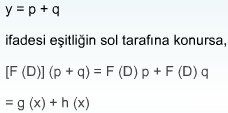 y = p + q
ifadesi eşitliğin sol tarafına konursa,
[F (D)] (p + q) = F (D) p + F (D) q
= g (x) + h (x)